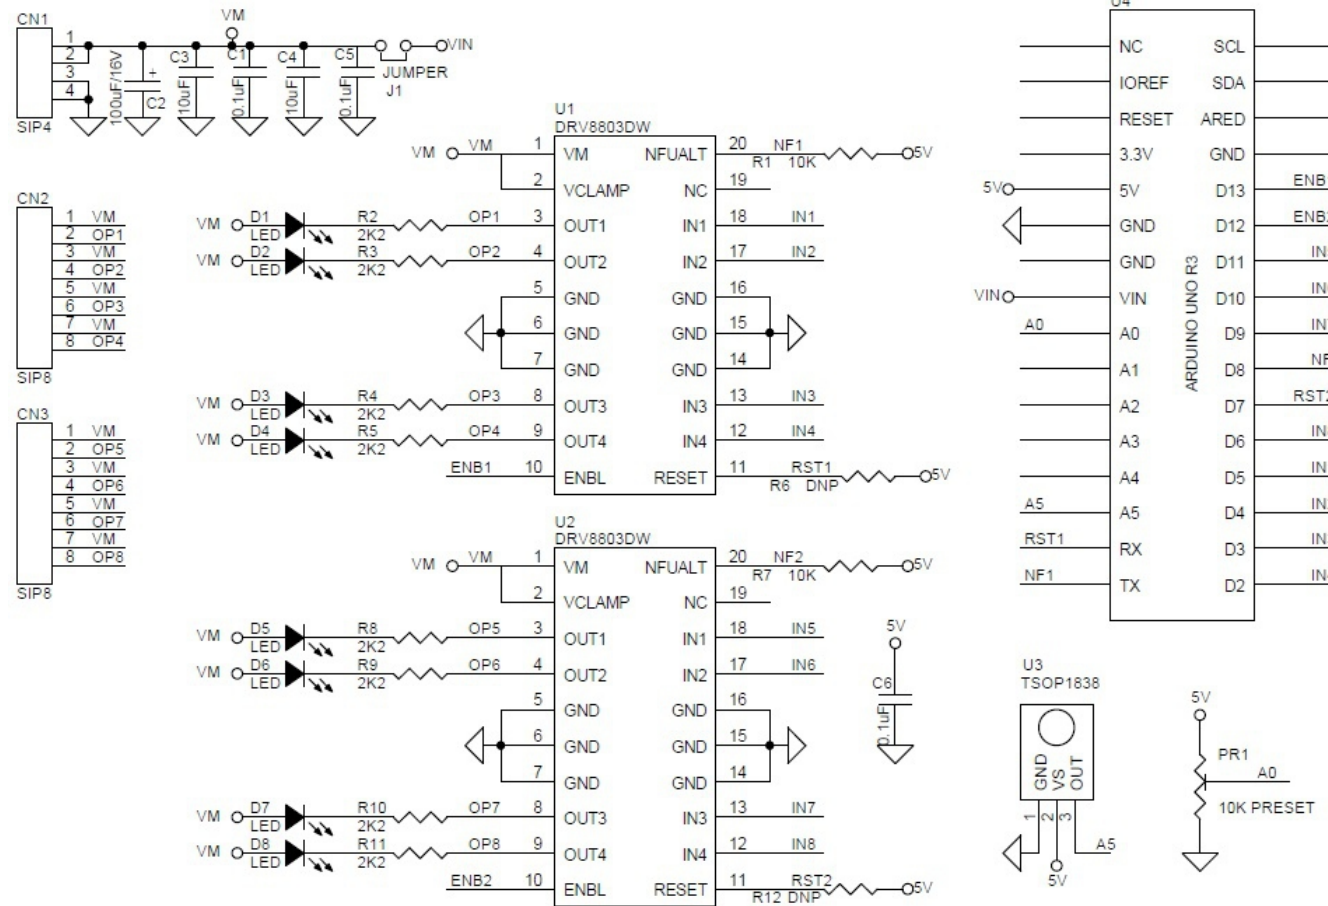 CN1
1
2
3
4
SIP4
VM
100uF/16V
+
C2
C3
10uF
C1
0.1uF
C4
10uF
C5
0.1uF
VIN
JUMPER
J1
CN2
1 VM
2 OP1
3 VM
4 OP2
5 VM
6 OP3
7 VM
8 OP4
SIP8
CN3
1 VM
2 OP5
3 VM
4 OP6
5 VM
6 OP7
7 VM
8 OP8
SIP8
U1
DRV8803DW
VM VM 1 VM NFUALT 20 NF1 5V
R1 10K
2 VCLAMP NC 19
VM D1 R2 OP1 3 OUT1 IN1 18 IN1
LED 2K2
VM D2 R3 OP2 4 OUT2 IN2 17 IN2
LED 2K2
5 GND GND 16
6 GND GND 15
7 GND GND 14
VM D3 R4 OP3 8 OUT3 IN3 13 IN3
LED 2K2
VM D4 R5 OP4 9 OUT4 IN4 12 IN4
LED 2K2
ENB1 10 ENBL RESET 11 RST1 5V
R6 DNP
U2
DRV8803DW
VM VM 1 VM NFUALT 20 NF2 5V
R7 10K
2 VCLAMP NC 19
VM D5 R8 OP5 3 OUT1 IN1 18 IN5
LED 2K2
VM D6 R9 OP6 4 OUT2 IN2 17 IN6
LED 2K2
5 GND GND 16
6 GND GND 15
7 GND GND 14
VM D7 R10 OP7 8 OUT3 IN3 13 IN7
LED 2K2
VM D8 R11 OP8 9 OUT4 IN4 12 IN8
LED 2K2
ENB2 10 ENBL RESET 11 RST2 5V
R12 DNP
5V
C6
0.1uF
U4
NC SCL
IOREF SDA
RESET ARED
3.3V GND
5V 5V D13
GND D12
GND D11
VIN VIN D10
A0 A0 D9
A1 D8
A2 D7
A3 D6
A4 D5
A5 A5 D4
RST1 RX D3
NF1 TX D2
ARDUINO UNO R3
U3
TSOP1838
GND
VS
OUT
1
2
3
A5
5V
5V
PR1
A0
10K PRESET